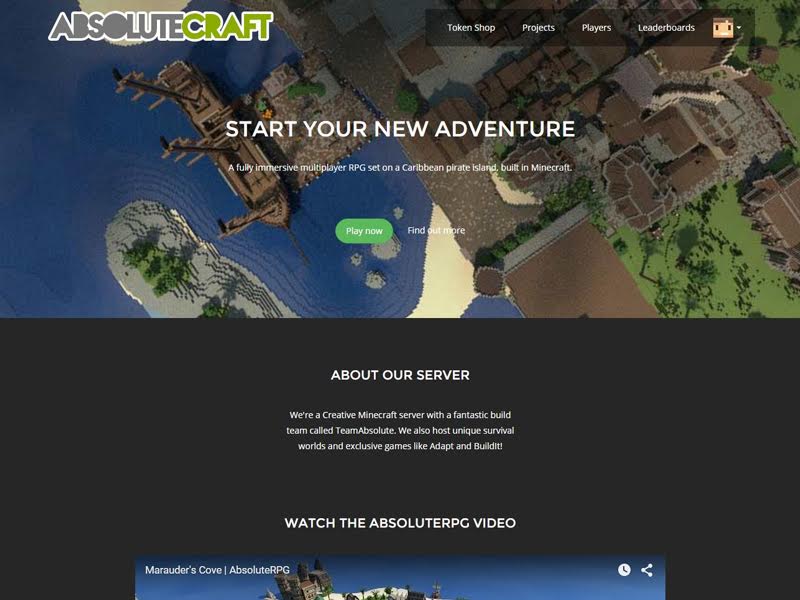 ABSOLUTECRAFT
Token Shop Projects Players Leaderboards
START YOUR NEW ADVENTURE
A fully immersive multiplayer RPG set on a Caribbean pirate island, built in Minecraft.
Play now Find out more
ABOUT OUR SERVER
We're a Creative Minecraft server with a fantastic build
team called TeamAbsolute. We also host unique survival
worlds and exclusive games like Adapt and BuildIt!
WATCH THE ABSOLUTERPG VIDEO
Marauder's Cove | AbsoluteRPG